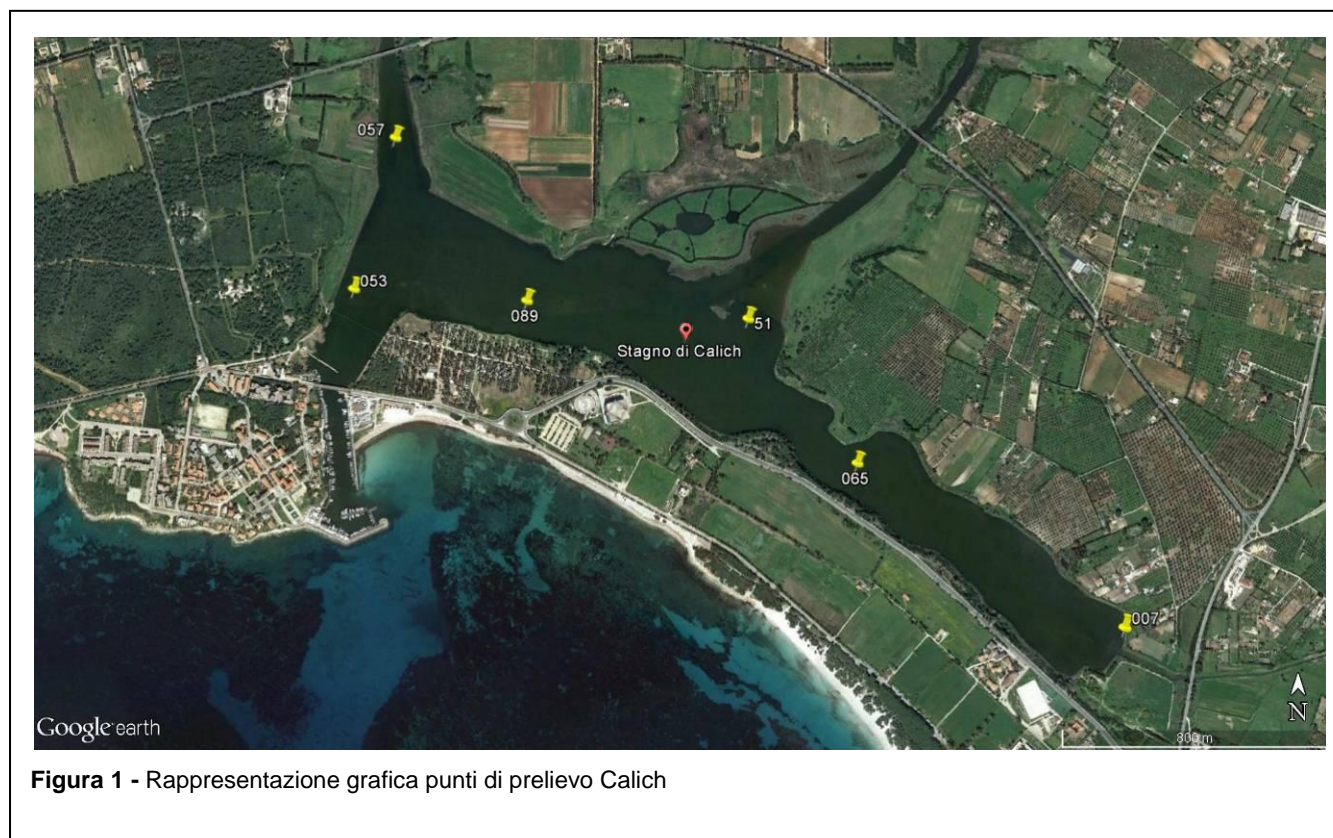 057
053
089
51
Stagno di Calich
065
007
N
800 m
Google earth
Figura 1 - Rappresentazione grafica punti di prelievo Calich